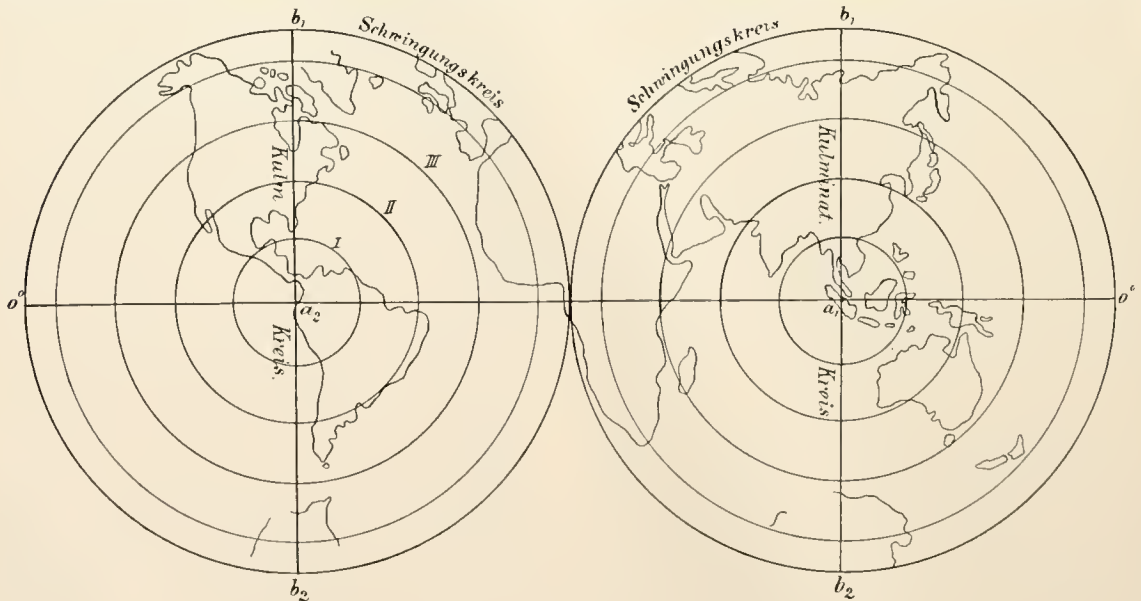 b₁
Schwingungskreis
Kulm
III
II
I
0°
a₂
Kreis.
b₂
b₁
Schwingungskreis
Kulminat.
a₁
0°
Kreis
b₂